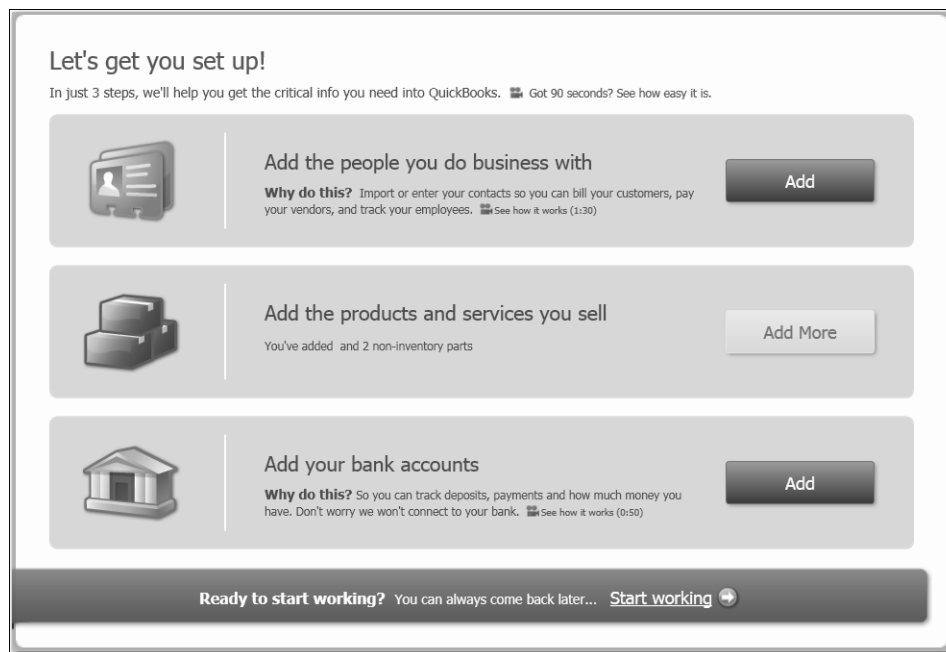 Let's get you set up!
In just 3 steps, we'll help you get the critical info you need into QuickBooks. Got 90 seconds? See how easy it is.
Add the people you do business with
Why do this? Import or enter your contacts so you can bill your customers, pay
your vendors, and track your employees. See how it works (1:30)
Add
Add the products and services you sell
You've added  and 2 non-inventory parts
Add More
Add your bank accounts
Why do this? So you can track deposits, payments and how much money you
have. Don't worry we won't connect to your bank. See how it works (0:50)
Add
Ready to start working? You can always come back later... Start working